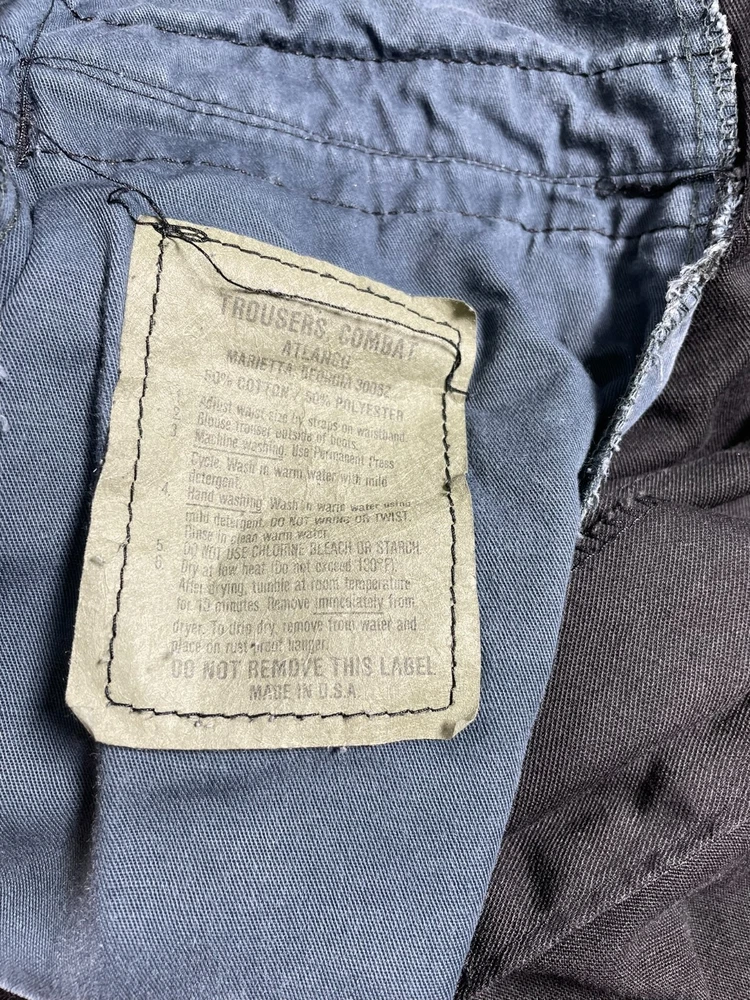 TROUSERS, COMBAT
ATLANCO
MARIETTA, GEORGIA 30062
50% COTTON / 50% POLYESTER
1. Adjust waist size by straps on waistband.
2. Blouse trouser outside of boots.
3. Machine washing: Use Permanent Press
Cycle. Wash in warm water with mild
detergent.
4. Hand washing: Wash in warm water using
mild detergent. DO NOT WRING OR TWIST.
Rinse in clean warm water.
5. DO NOT USE CHLORINE BLEACH OR STARCH.
6. Dry at low heat (Do not exceed 130°F).
After drying, tumble at room temperature
for 10 minutes. Remove immediately from
dryer. To drip dry, remove from water and
place on rust proof hanger.
DO NOT REMOVE THIS LABEL
MADE IN U.S.A.